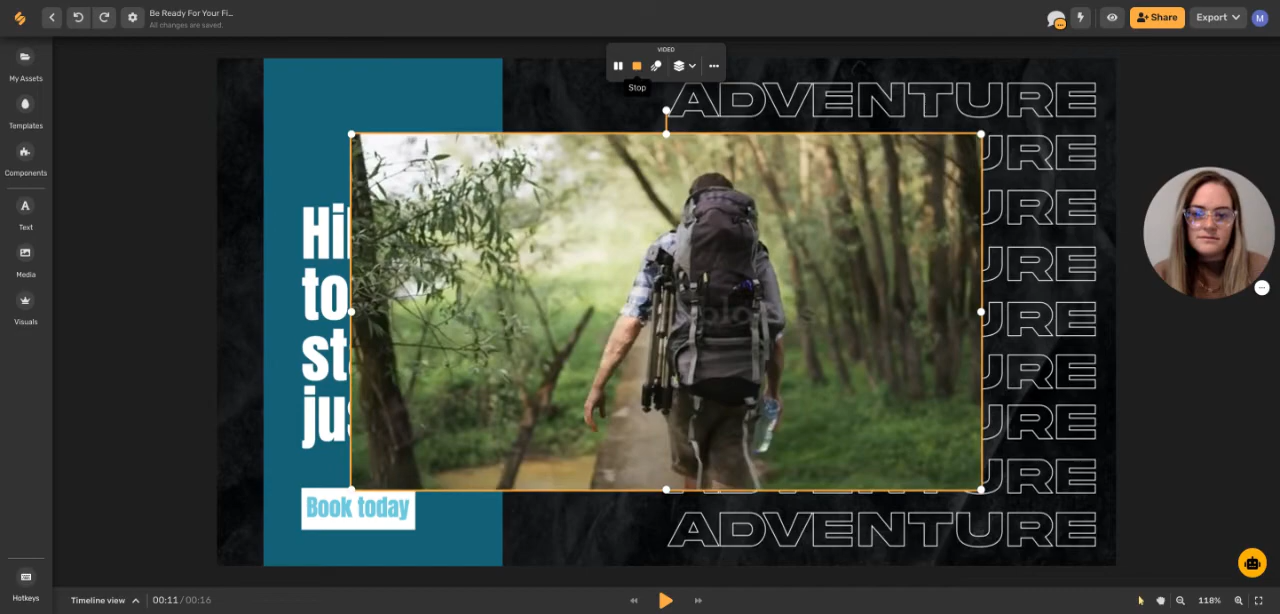 Be Ready For Your Fi...
All changes are saved.
Share
Export
M
VIDEO
Stop
My Assets
Templates
Components
Text
Media
Visuals
Hotkeys
ADVENTURE
URE
URE
URE
URE
URE
URE
URE
ADVENTURE
Hi
to
st
ju
Book today
Timeline view
00:11 / 00:16
118%